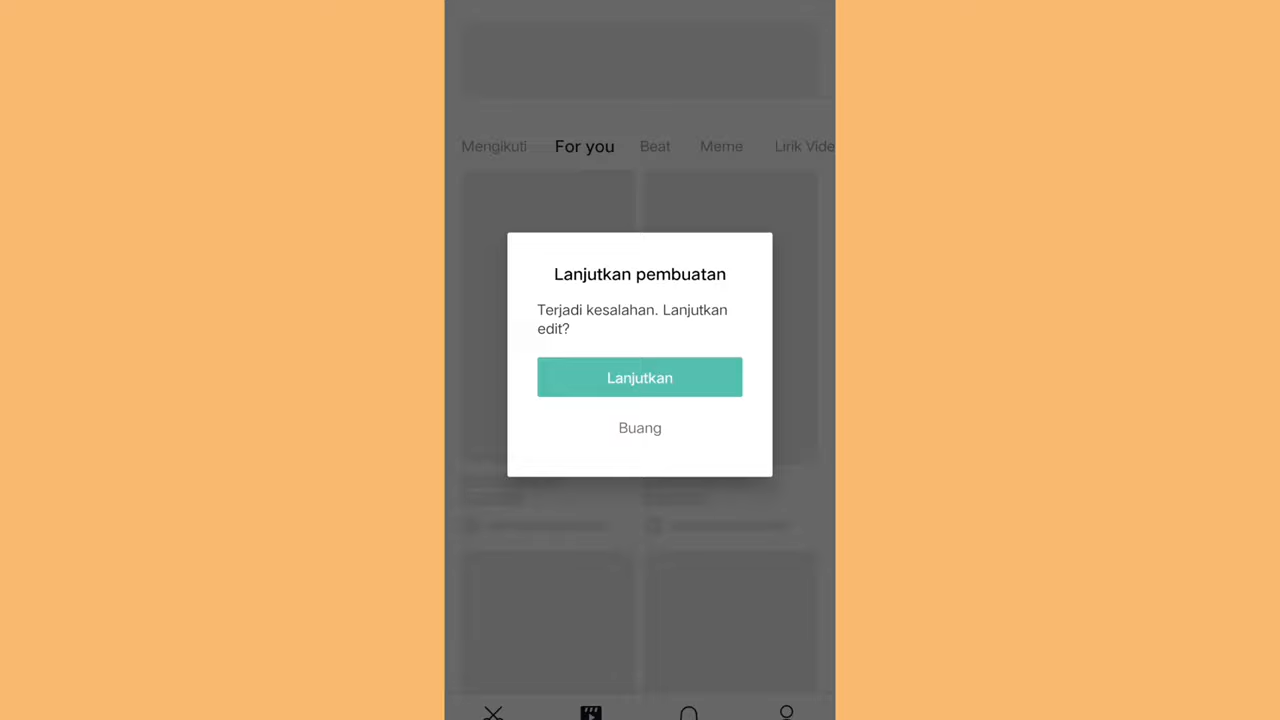 Mengikuti For you Beat Meme Lirik Vide
Lanjutkan pembuatan
Terjadi kesalahan. Lanjutkan
edit?
Lanjutkan
Buang